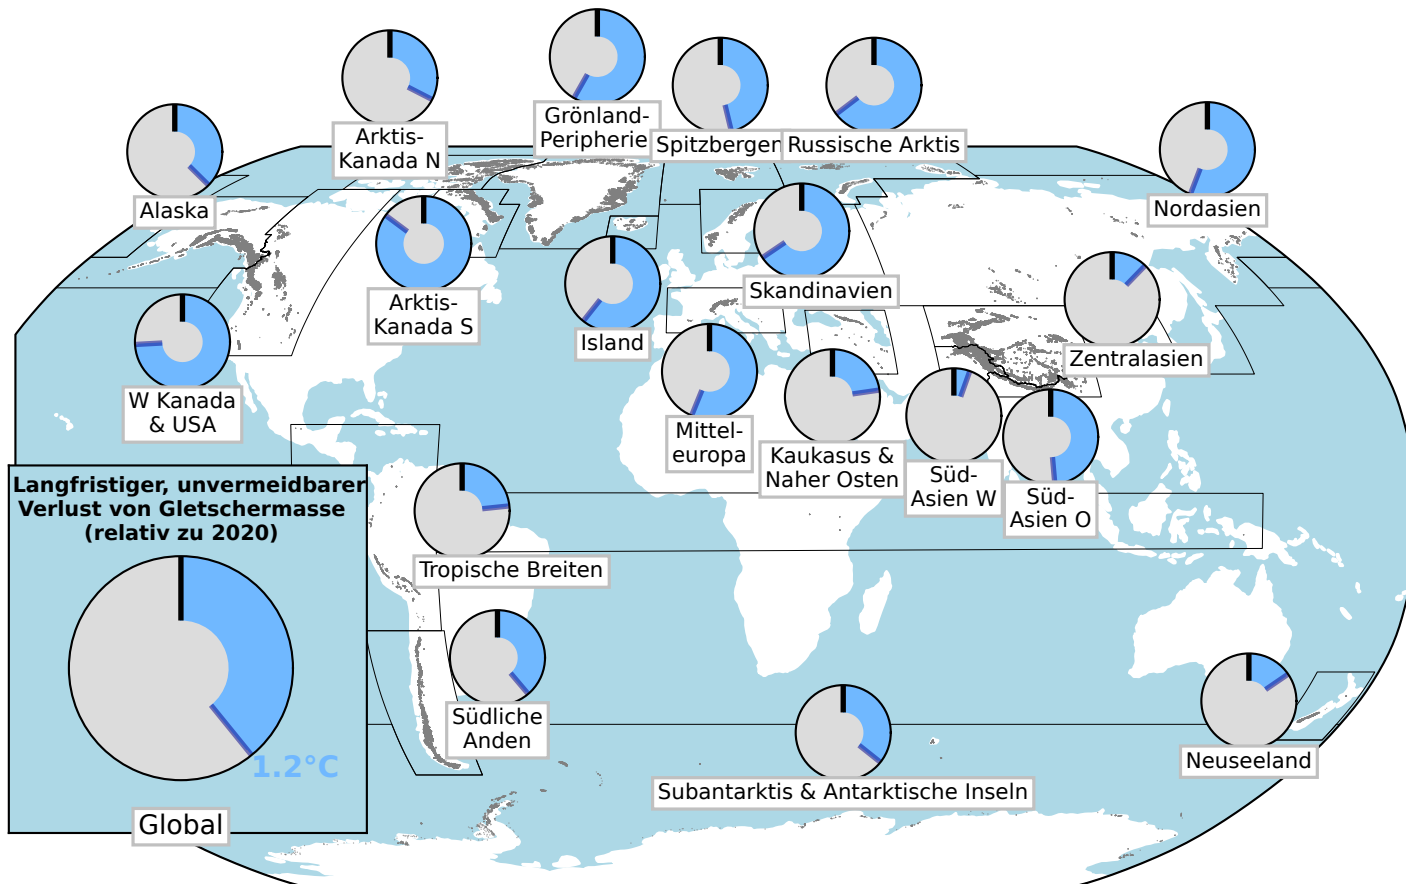 Grönland-
Peripherie
Arktis-
Kanada N
Spitzbergen
Russische Arktis
Alaska
Nordasien
Skandinavien
Arktis-
Kanada S
Island
Zentralasien
W Kanada
& USA
Mittel-
europa
Kaukasus &
Naher Osten
Süd-
Asien W
Süd-
Asien O
Langfristiger, unvermeidbarer
Verlust von Gletschermasse
(relativ zu 2020)
Tropische Breiten
Südliche
Anden
1.2°C
Neuseeland
Subantarktis & Antarktische Inseln
Global